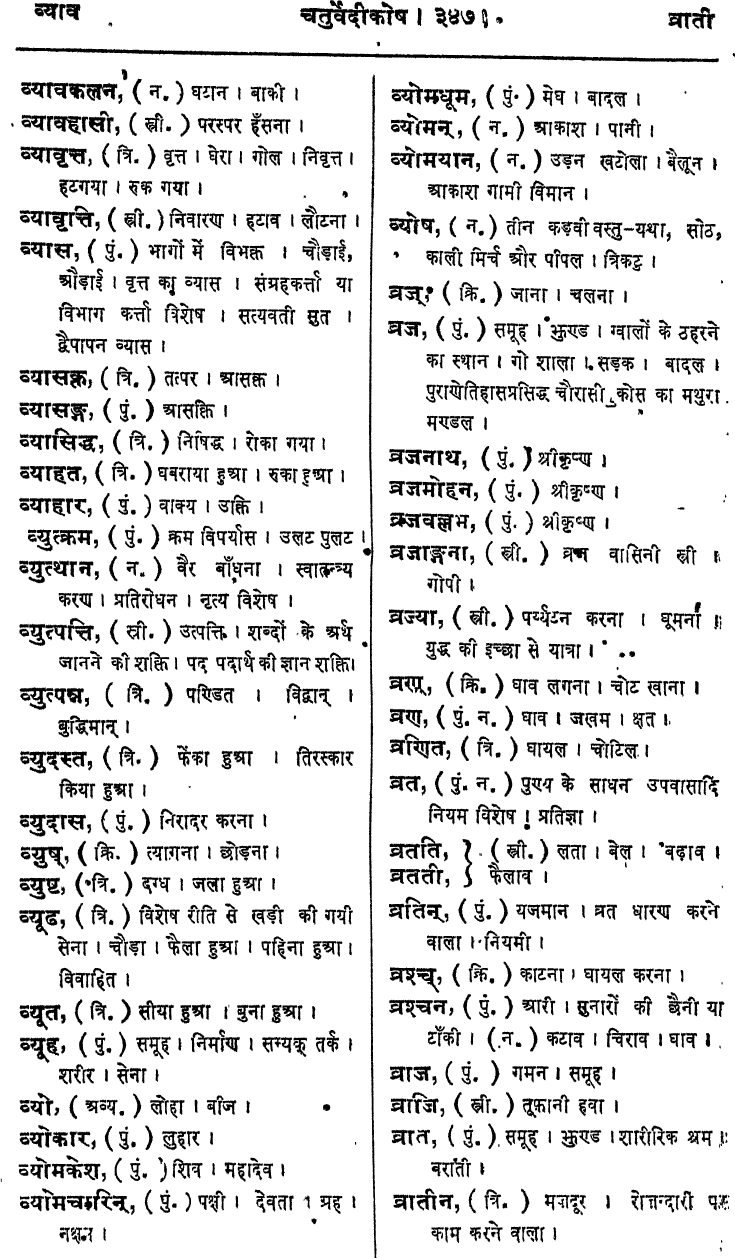 व्याव
चतुर्वेदीकोष । ३४७
व्राती
व्यावकलन, ( न. ) घटान । बाकी ।
व्यावहासी, ( स्त्री. ) परस्पर हँसना ।
व्यावृत्त, ( त्रि. ) वृत्त । घेरा । गोल । निवृत्त ।
हटगया । रुक गया ।
व्यावृत्ति, ( स्त्री. ) निवारण । हटाव । लौटना ।
व्यास, ( पुं. ) भागों में विभक्त । चौड़ाई,
औड़ाई । वृत्त का व्यास । संग्रहकर्त्ता या
विभाग कर्त्ता विशेष । सत्यवती सुत ।
द्वैपापन व्यास ।
व्यासक्त, ( त्रि. ) तत्पर । आसक्त ।
व्यासङ्ग, ( पुं. ) आसक्ति ।
व्यासिद्ध, ( त्रि. ) निषिद्ध । रोका गया ।
व्याहत, ( त्रि. ) घबराया हुआ । रुका हुआ ।
व्याहार, ( पुं. ) वाक्य । उक्ति ।
व्युत्क्रम, ( पुं. ) क्रम विपर्यास । उलट पुलट ।
व्युत्थान, ( न. ) वैर बाँधना । स्वातन्त्र्य
करण । प्रतिरोधन । नृत्य विशेष ।
व्युत्पत्ति, ( स्त्री. ) उत्पत्ति । शब्दों के अर्थ
जानने की शक्ति । पद पदार्थ की ज्ञान शक्ति।
व्युत्पन्न, ( त्रि. ) पण्डित । विद्वान् ।
बुद्धिमान् ।
व्युदस्त, ( त्रि. ) फेंका हुआ । तिरस्कार
किया हुआ ।
व्युदास, ( पुं. ) निरादर करना ।
व्युष्, ( क्रि. ) त्यागना । छोड़ना ।
व्युष्ट, ( त्रि. ) दग्ध । जला हुआ ।
व्यूढ, ( त्रि. ) विशेष रीति से खड़ी की गयी
सेना । चौड़ा । फैला हुआ । पहिना हुआ ।
विवाहित ।
व्यूत, ( त्रि. ) सीया हुआ । बुना हुआ ।
व्यूह, ( पुं. ) समूह । निर्माण । सम्यक् तर्क ।
शरीर । सेना ।
व्यो, ( अव्य. ) लोहा । बीज ।
व्योकार, ( पुं. ) लुहार ।
व्योमकेश, ( पुं. ) शिव । महादेव ।
व्योमचारिन्, ( पुं. ) पक्षी । देवता । ग्रह ।
नक्षत्र ।
व्योमधूम, ( पुं. ) मेघ । बादल ।
व्योमन्, ( न. ) आकाश । पानी ।
व्योमयान, ( न. ) उड़न खटोला । बैलून ।
आकाश गामी विमान ।
व्योष, ( न. ) तीन कड़वी वस्तु-यथा, सोठ,
काली मिर्च और पीपल । त्रिकटु ।
व्रज्, ( क्रि. ) जाना । चलना ।
व्रज, ( पुं. ) समूह । झुण्ड । ग्वालों के ठहरने
का स्थान । गो शाला । सड़क । बादल ।
पुराणेतिहासप्रसिद्ध चौरासी कोस का मथुरा
मण्डल ।
व्रजनाथ, ( पुं. ) श्रीकृष्ण ।
व्रजमोहन, ( पुं. ) श्रीकृष्ण ।
व्रजवल्लभ, ( पुं. ) श्रीकृष्ण ।
व्रजाङ्गना, ( स्त्री. ) व्रज वासिनी स्त्री ।
गोपी ।
व्रज्या, ( स्त्री. ) पर्य्यटन करना । घूमना ।
युद्ध की इच्छा से यात्रा ।
व्रण्, ( क्रि. ) घाव लगना । चोट खाना ।
व्रण, ( पुं. न. ) घाव । जख़म । क्षत ।
व्रणित, ( त्रि. ) घायल । चोटिल ।
व्रत, ( पुं. न. ) पुण्य के साधन उपवासादि
नियम विशेष । प्रतिज्ञा ।
व्रतति, } ( स्त्री. ) लता । बेल । बढ़ाव ।
व्रतती, } फैलाव ।
व्रतिन्, ( पुं. ) यजमान । व्रत धारण करने
वाला । नियमी ।
व्रश्च्, ( क्रि. ) काटना । घायल करना ।
व्रश्चन, ( पुं. ) आरी । सुनारों की छैनी या
टाँकी । ( न. ) कटाव । चिराव । घाव ।
व्राज, ( पुं. ) गमन । समूह ।
व्राजि, ( स्त्री. ) तूफ़ानी हवा ।
व्रात, ( पुं. ) समूह । झुण्ड । शारीरिक श्रम ।
बराती ।
व्रातीन, ( त्रि. ) मज़दूर । रोज़न्दारी पर
काम करने वाला ।